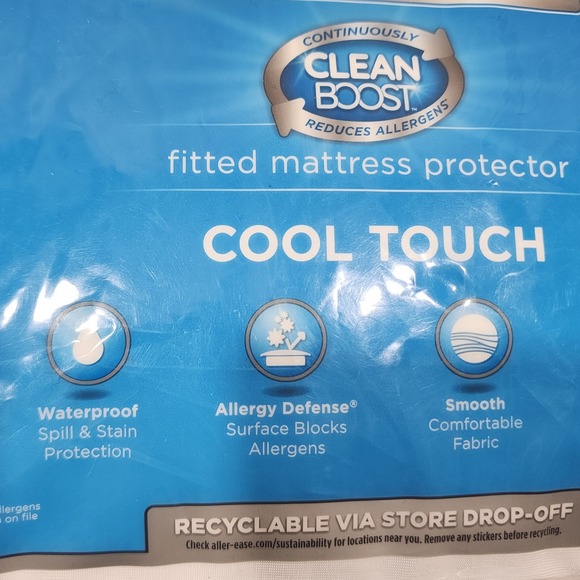 CONTINUOUSLY
CLEAN
BOOST™
REDUCES ALLERGENS*
fitted mattress protector
COOL TOUCH
Waterproof
Spill & Stain
Protection
Allergy Defense®
Surface Blocks
Allergens
Smooth
Comfortable
Fabric
llergens
on file
RECYCLABLE VIA STORE DROP-OFF
Check aller-ease.com/sustainability for locations near you. Remove any stickers before recycling.